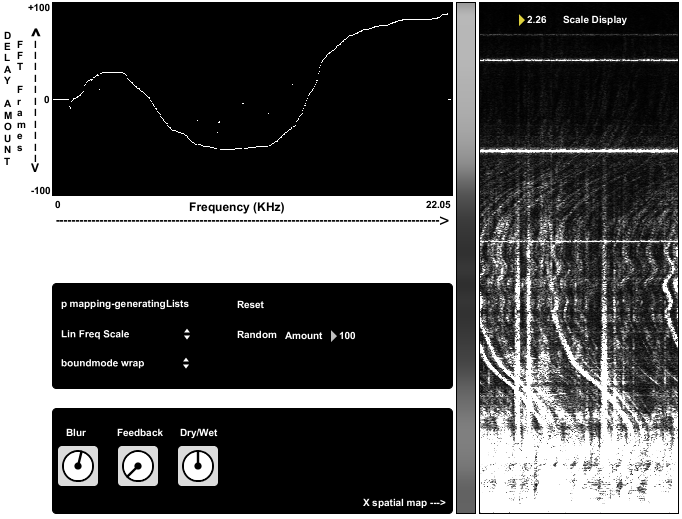 +100
DELAY AMOUNT
FFT Frames
<------->
0
-100
0
22.05
Frequency (KHz)
------------------------------------------------------------------>
2.26
Scale Display
p mapping-generatingLists
Reset
Lin Freq Scale
Random Amount 100
boundmode wrap
Blur
Feedback
Dry/Wet
X spatial map --->